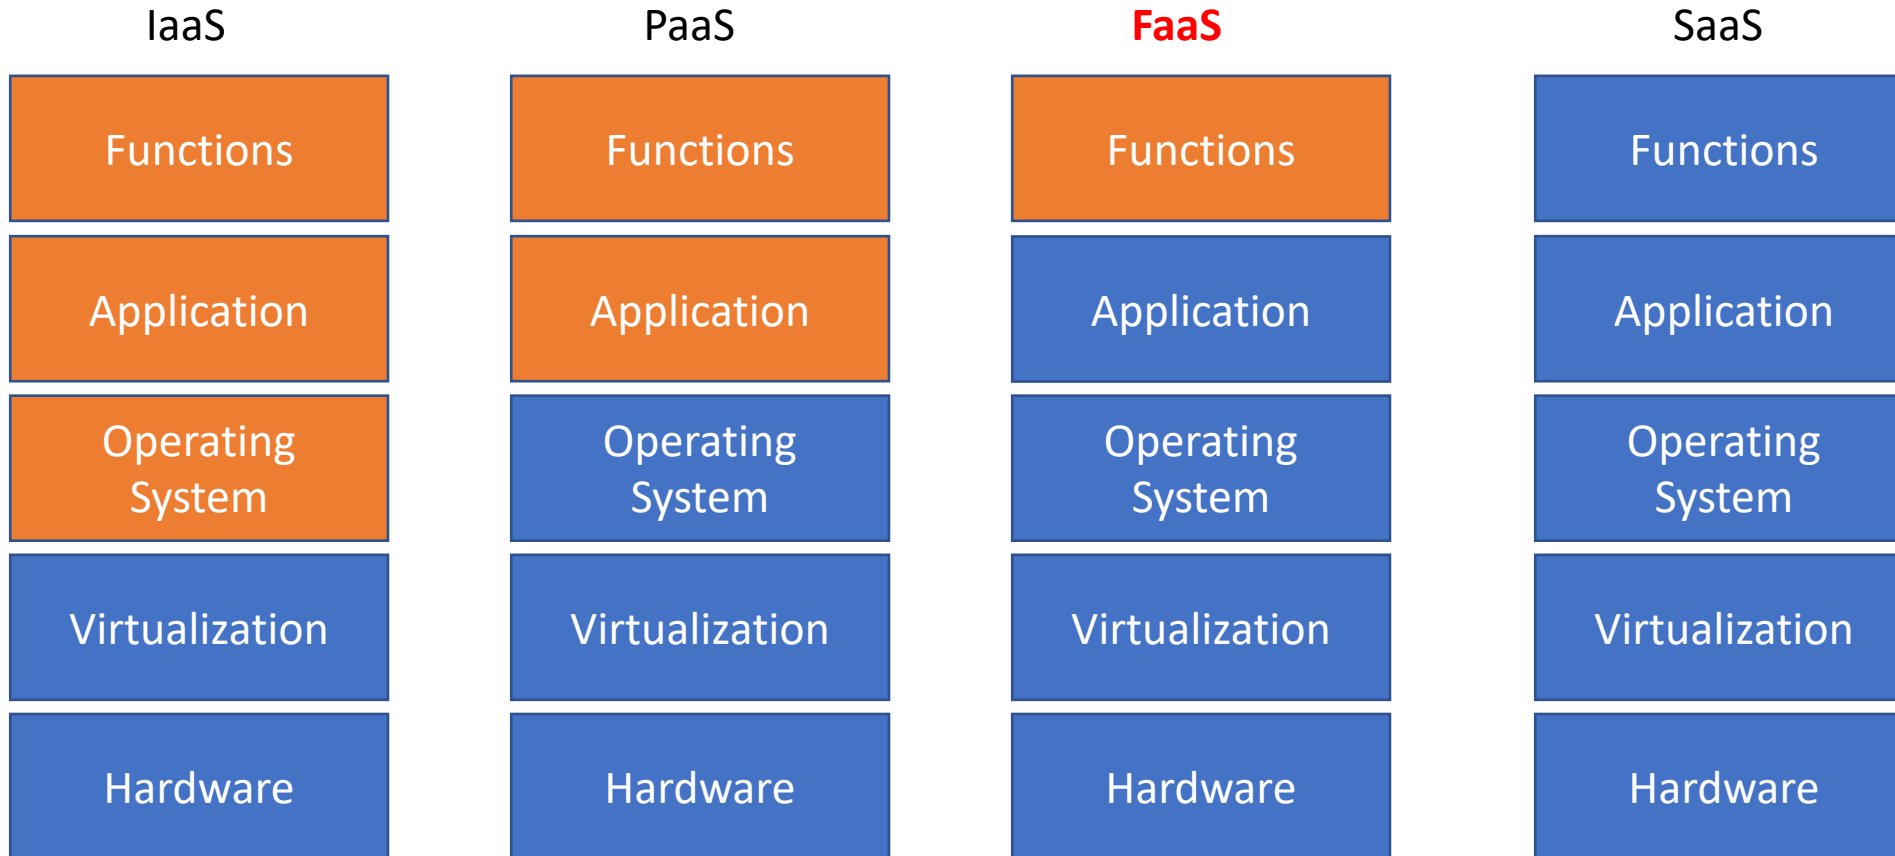 IaaS
PaaS
FaaS
SaaS
Functions
Functions
Functions
Functions
Application
Application
Application
Application
Operating
System
Operating
System
Operating
System
Operating
System
Virtualization
Virtualization
Virtualization
Virtualization
Hardware
Hardware
Hardware
Hardware